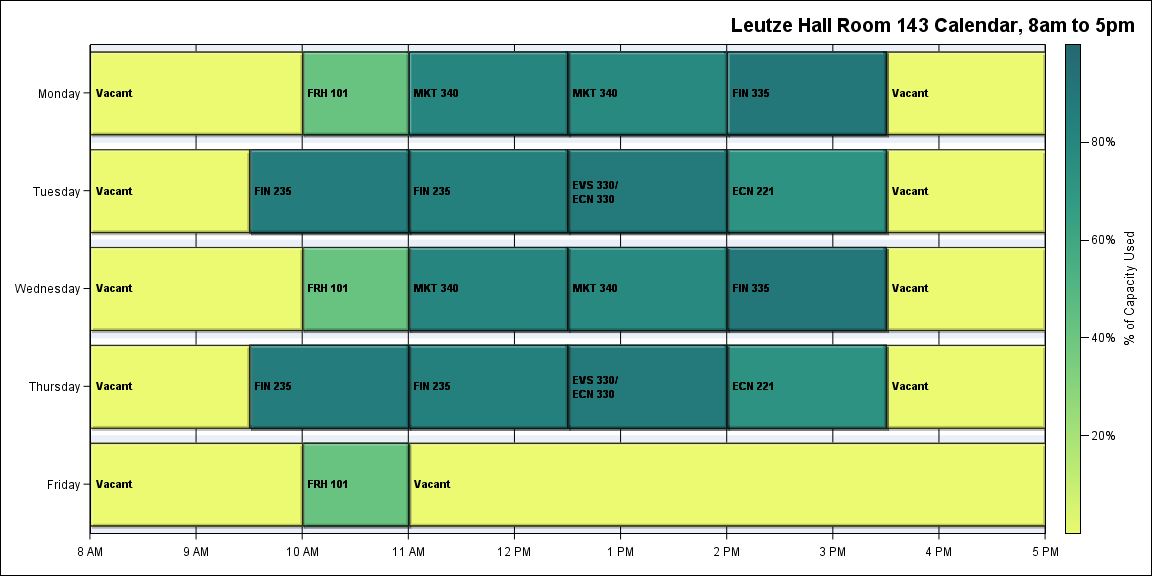 Leutze Hall Room 143 Calendar, 8am to 5pm
Monday
Vacant
FRH 101
MKT 340
MKT 340
FIN 335
Vacant
Tuesday
Vacant
FIN 235
FIN 235
EVS 330/
ECN 330
ECN 221
Vacant
Wednesday
Vacant
FRH 101
MKT 340
MKT 340
FIN 335
Vacant
Thursday
Vacant
FIN 235
FIN 235
EVS 330/
ECN 330
ECN 221
Vacant
Friday
Vacant
FRH 101
Vacant
8 AM
9 AM
10 AM
11 AM
12 PM
1 PM
2 PM
3 PM
4 PM
5 PM
80%
60%
40%
20%
% of Capacity Used